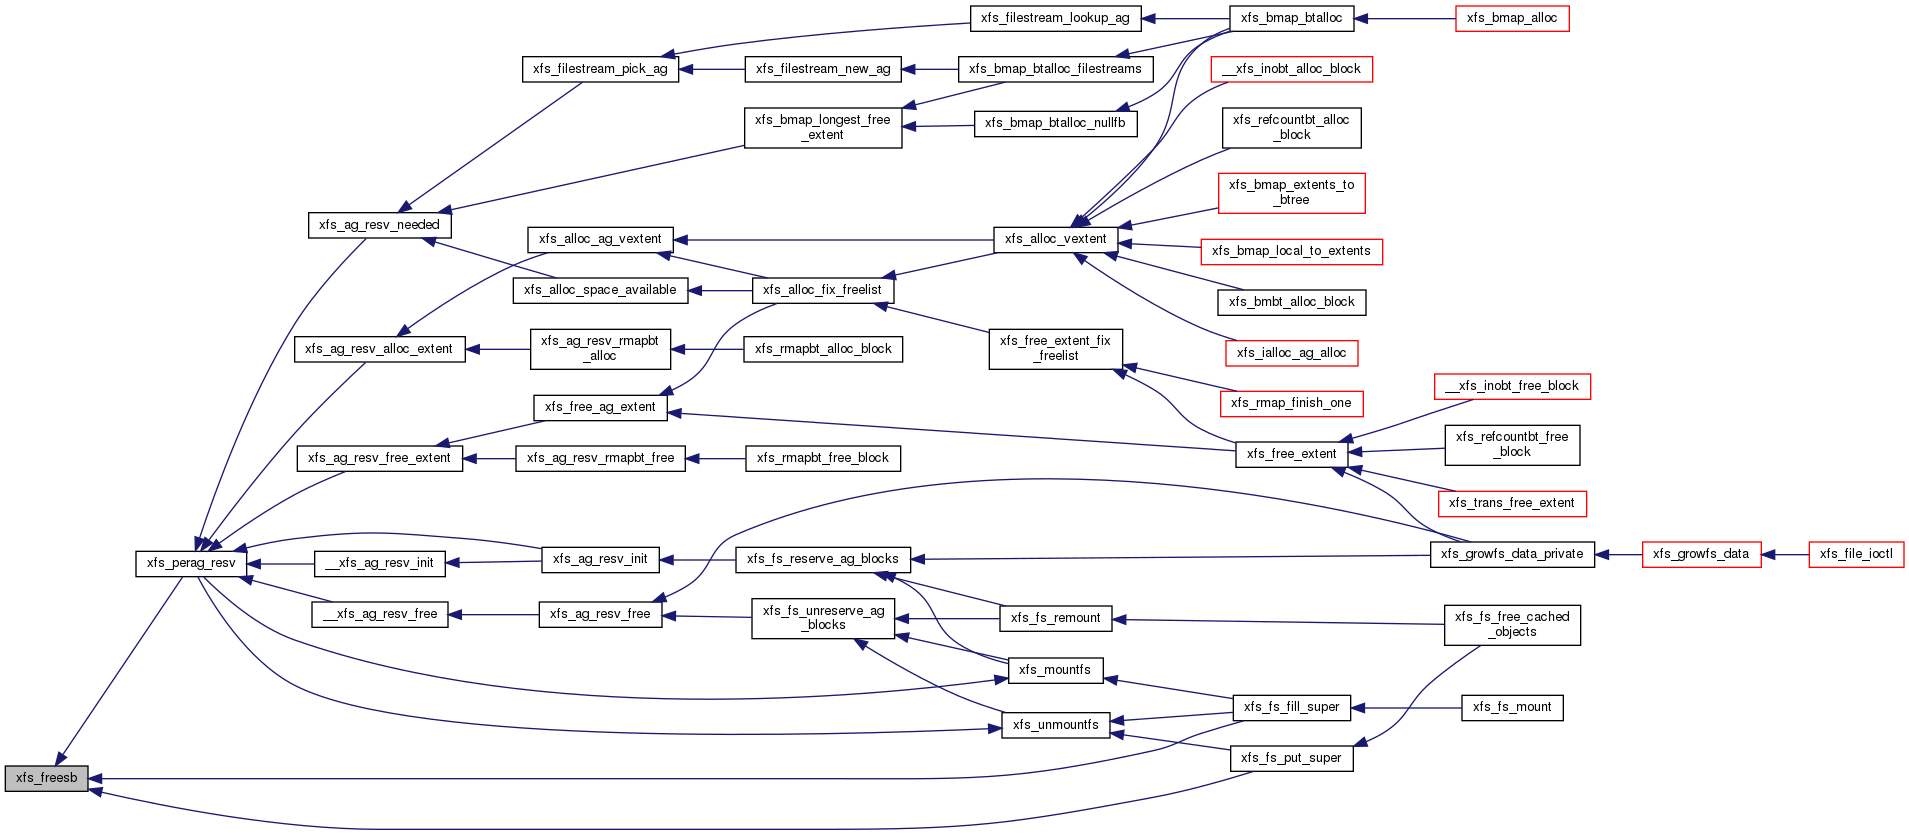 xfs_filestream_lookup_ag
xfs_bmap_btalloc
xfs_bmap_alloc
xfs_filestream_pick_ag
xfs_filestream_new_ag
xfs_bmap_btalloc_filestreams
__xfs_inobt_alloc_block
xfs_bmap_longest_free
_extent
xfs_bmap_btalloc_nullfb
xfs_refcountbt_alloc
_block
xfs_bmap_extents_to
_btree
xfs_ag_resv_needed
xfs_alloc_ag_vextent
xfs_alloc_vextent
xfs_bmap_local_to_extents
xfs_alloc_space_available
xfs_alloc_fix_freelist
xfs_bmbt_alloc_block
xfs_ag_resv_alloc_extent
xfs_ag_resv_rmapbt
_alloc
xfs_rmapbt_alloc_block
xfs_free_extent_fix
_freelist
xfs_ialloc_ag_alloc
__xfs_inobt_free_block
xfs_free_ag_extent
xfs_rmap_finish_one
xfs_ag_resv_free_extent
xfs_ag_resv_rmapbt_free
xfs_rmapbt_free_block
xfs_free_extent
xfs_refcountbt_free
_block
xfs_trans_free_extent
xfs_perag_resv
__xfs_ag_resv_init
xfs_ag_resv_init
xfs_fs_reserve_ag_blocks
xfs_growfs_data_private
xfs_growfs_data
xfs_file_ioctl
__xfs_ag_resv_free
xfs_ag_resv_free
xfs_fs_unreserve_ag
_blocks
xfs_fs_remount
xfs_fs_free_cached
_objects
xfs_mountfs
xfs_unmountfs
xfs_fs_fill_super
xfs_fs_mount
xfs_fs_put_super
xfs_freesb